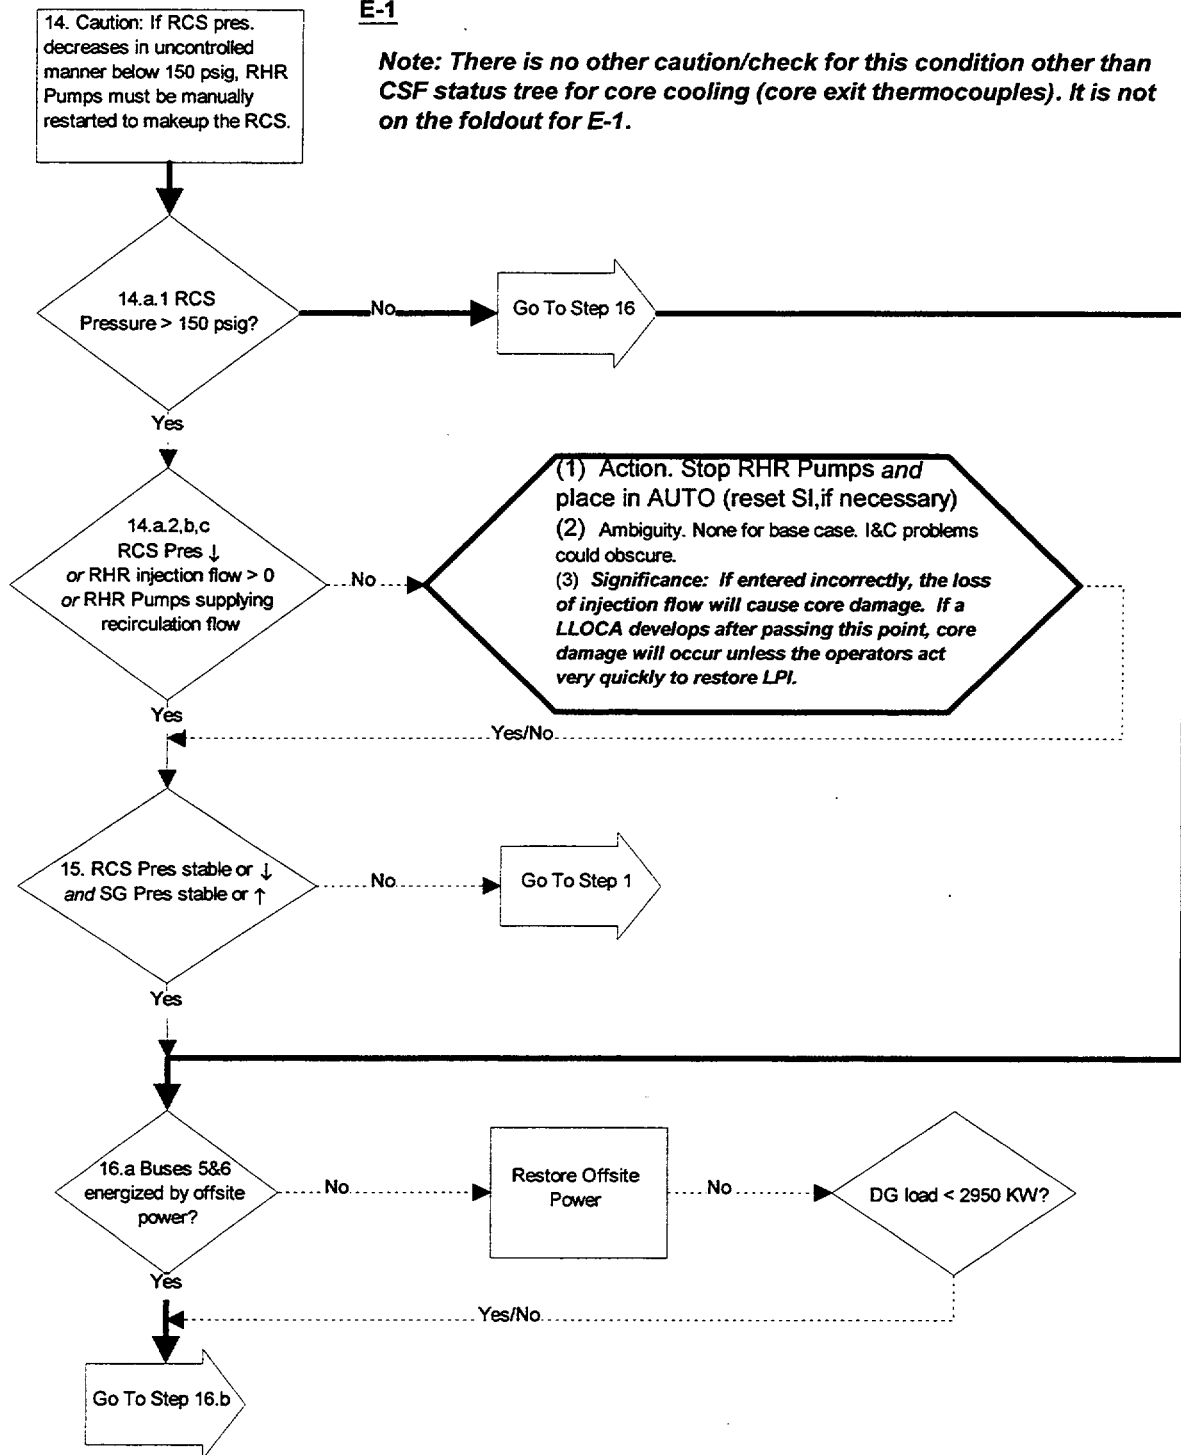 E-1
14. Caution: If RCS pres.
decreases in uncontrolled
manner below 150 psig, RHR
Pumps must be manually
restarted to makeup the RCS.
Note: There is no other caution/check for this condition other than
CSF status tree for core cooling (core exit thermocouples). It is not
on the foldout for E-1.
14.a.1 RCS
Pressure > 150 psig?
No
Go To Step 16
Yes
14.a.2,b,c
RCS Pres ↓
or RHR injection flow > 0
or RHR Pumps supplying
recirculation flow
No
(1) Action. Stop RHR Pumps and
place in AUTO (reset SI,if necessary)
(2) Ambiguity. None for base case. I&C problems
could obscure.
(3) Significance: If entered incorrectly, the loss
of injection flow will cause core damage. If a
LLOCA develops after passing this point, core
damage will occur unless the operators act
very quickly to restore LPI.
Yes
Yes/No
15. RCS Pres stable or ↓
and SG Pres stable or ↑
No
Go To Step 1
Yes
16.a Buses 5&6
energized by offsite
power?
No
Restore Offsite
Power
No
DG load < 2950 KW?
Yes
Yes/No
Go To Step 16.b